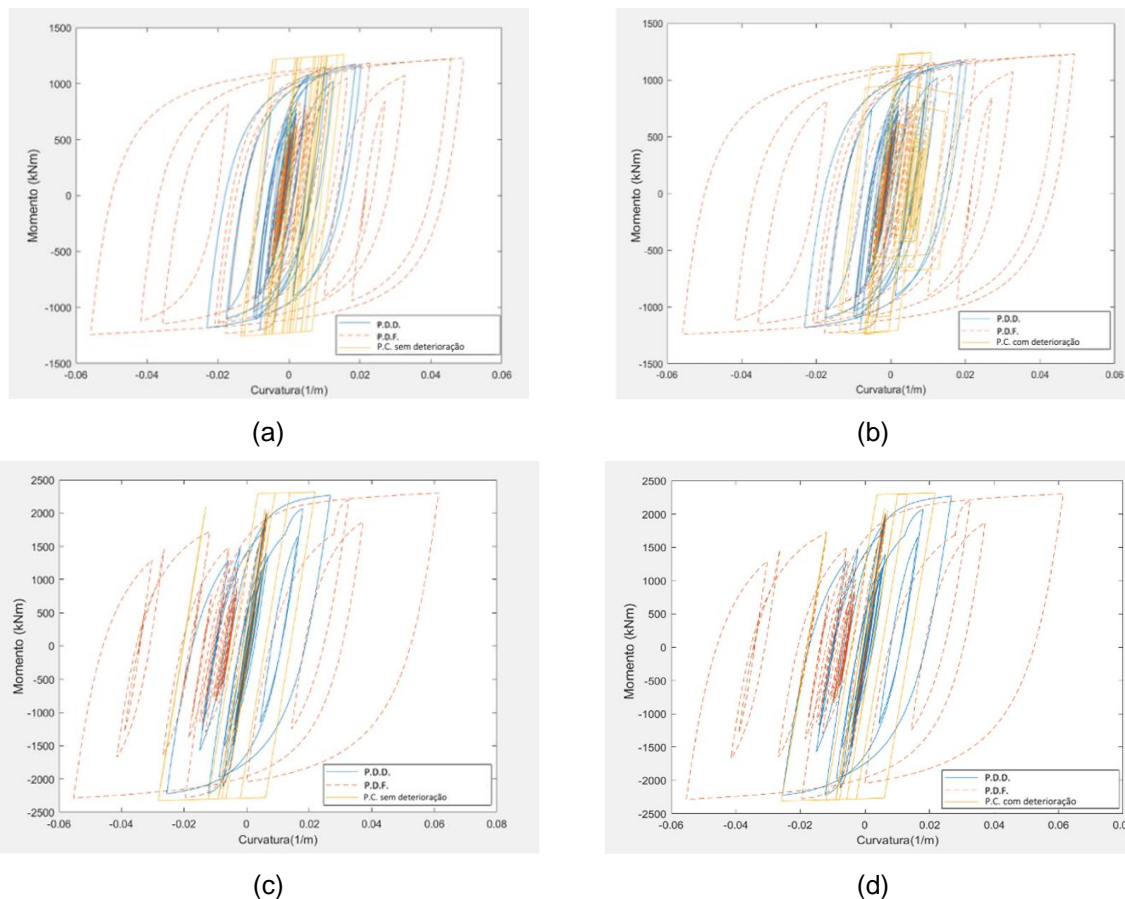 1500
1000
500
0
-500
-1000
-1500
Momento (kNm)
-0.06 -0.04 -0.02 0 0.02 0.04 0.06
Curvatura(1/m)
P.D.D.
P.D.F.
P.C. sem deterioração
(a)
1500
1000
500
0
-500
-1000
-1500
Momento (kNm)
-0.06 -0.04 -0.02 0 0.02 0.04 0.06
Curvatura(1/m)
P.D.D.
P.D.F.
P.C. com deterioração
(b)
2500
2000
1500
1000
500
0
-500
-1000
-1500
-2000
-2500
Momento (kNm)
-0.06 -0.04 -0.02 0 0.02 0.04 0.06 0.08
Curvatura(1/m)
P.D.D.
P.D.F.
P.C. sem deterioração
(c)
2500
2000
1500
1000
500
0
-500
-1000
-1500
-2000
-2500
Momento (kNm)
-0.06 -0.04 -0.02 0 0.02 0.04 0.06
Curvatura(1/m)
P.D.D.
P.D.F.
P.C. com deterioração
(d)